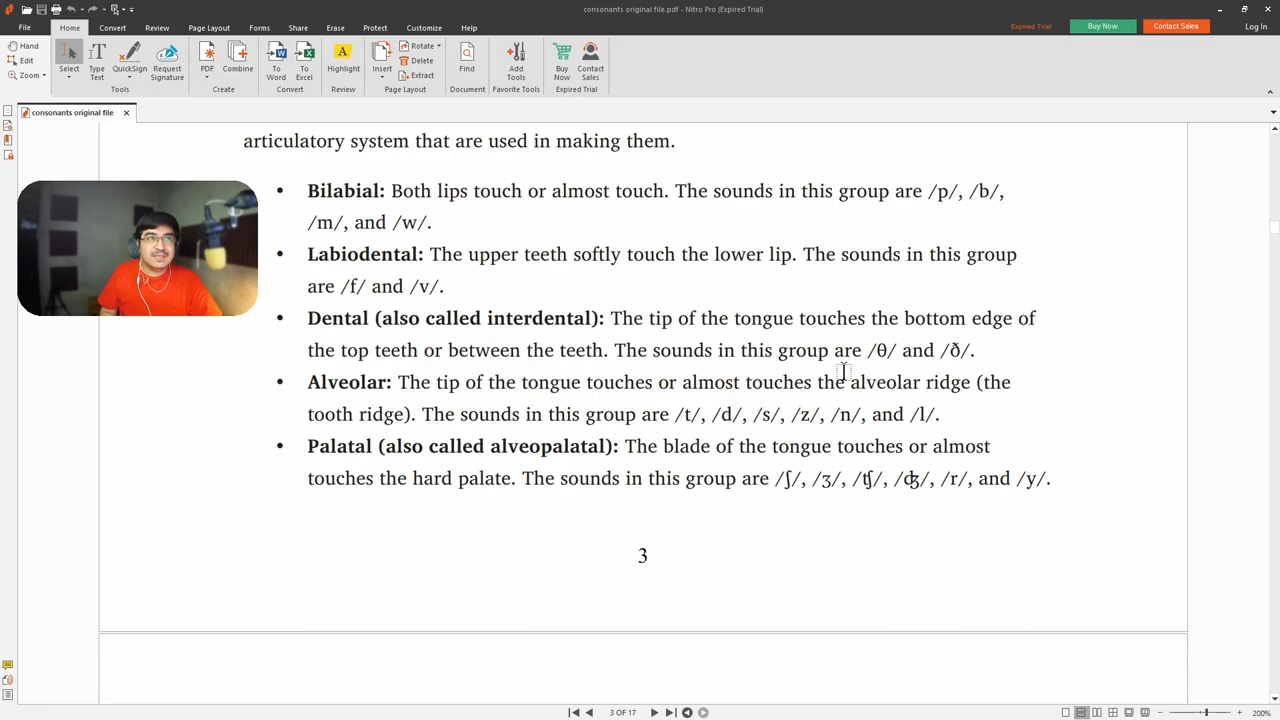 consonants original file.pdf - Nitro Pro (Expired Trial)
File Home Convert Review Page Layout Forms Share Erase Protect Customize Help Expired Trial Buy Now Contact Sales Log In
Hand
Edit
Zoom
Select
Type Text
QuickSign
Request Signature
Tools
PDF
Combine
Create
To Word
To Excel
Convert
Highlight
Review
Insert
Rotate
Delete
Extract
Page Layout
Find
Document
Add Tools
Favorite Tools
Buy Now
Contact Sales
Expired Trial
consonants original file
articulatory system that are used in making them.
• Bilabial: Both lips touch or almost touch. The sounds in this group are /p/, /b/,
/m/, and /w/.
• Labiodental: The upper teeth softly touch the lower lip. The sounds in this group
are /f/ and /v/.
• Dental (also called interdental): The tip of the tongue touches the bottom edge of
the top teeth or between the teeth. The sounds in this group are /θ/ and /ð/.
• Alveolar: The tip of the tongue touches or almost touches the alveolar ridge (the
tooth ridge). The sounds in this group are /t/, /d/, /s/, /z/, /n/, and /l/.
• Palatal (also called alveopalatal): The blade of the tongue touches or almost
touches the hard palate. The sounds in this group are /ʃ/, /ʒ/, /ʧ/, /ʤ/, /r/, and /y/.
3
3 OF 17
200%